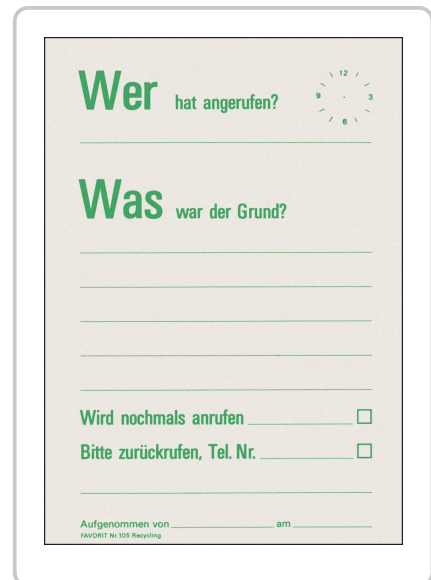 Wer hat angerufen?
12
9 3
6
Was war der Grund?
Wird nochmals anrufen
Bitte zurückrufen, Tel. Nr.
Aufgenommen von am
FAVORIT Nr. 105 Recycling